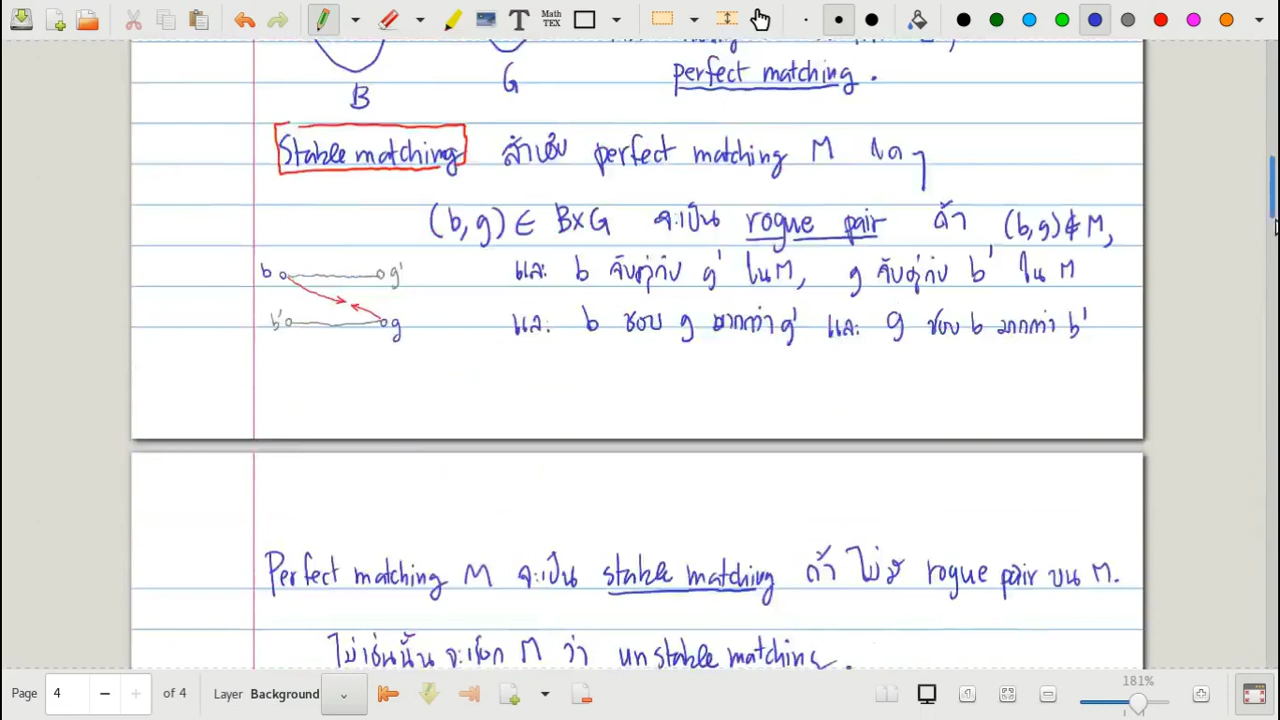 Math
TEX
B
G
perfect matching.
Stable matching สำหรับ perfect matching M ใด ๆ
(b, g) ∈ B×G จะเป็น rogue pair ถ้า (b, g) ∉ M,
b g' และ b จับคู่กับ g' ใน M, g จับคู่กับ b' ใน M
b' g และ b ชอบ g มากกว่า g' และ g ชอบ b มากกว่า b'
Perfect matching M จะเป็น stable matching ถ้า ไม่มี rogue pair บน M.
ไม่เช่นนั้น จะเรียก M ว่า unstable matching.
Page 4 of 4 Layer Background 181%